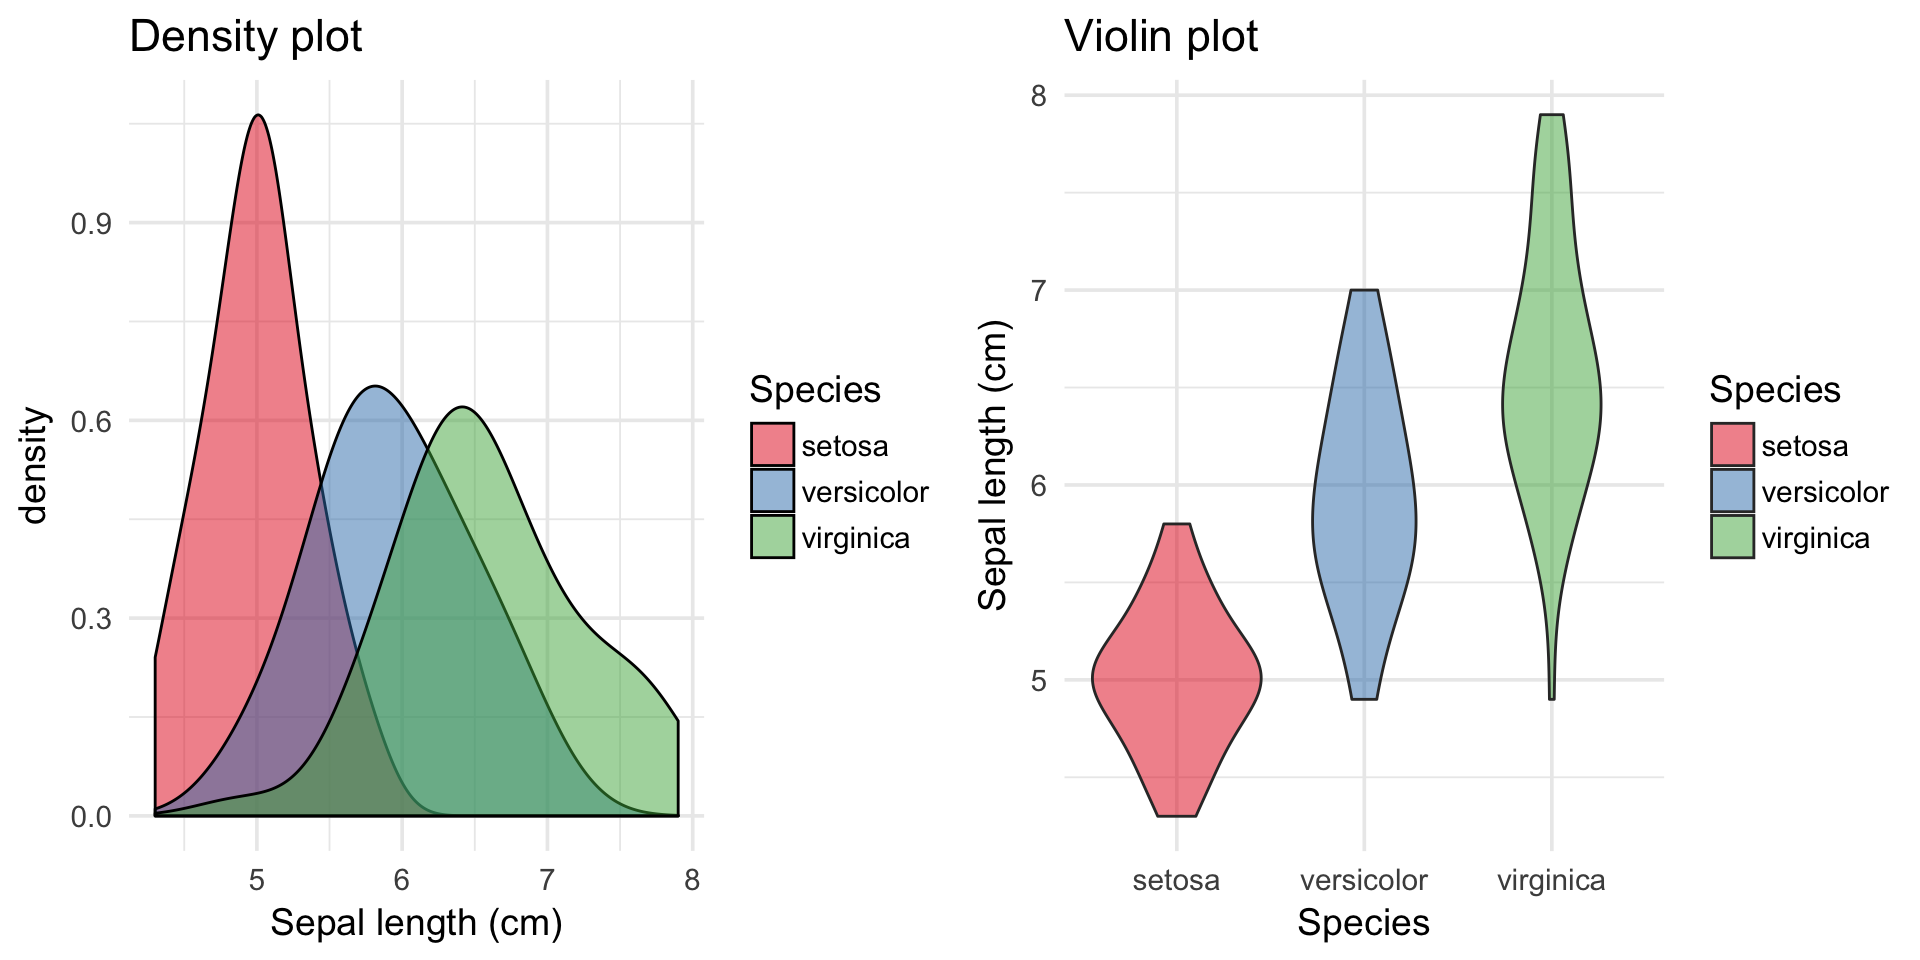 Density plot
density
0.9
0.6
0.3
0.0
5 6 7 8
Sepal length (cm)
Species
setosa
versicolor
virginica
Violin plot
Sepal length (cm)
8
7
6
5
setosa versicolor virginica
Species
Species
setosa
versicolor
virginica